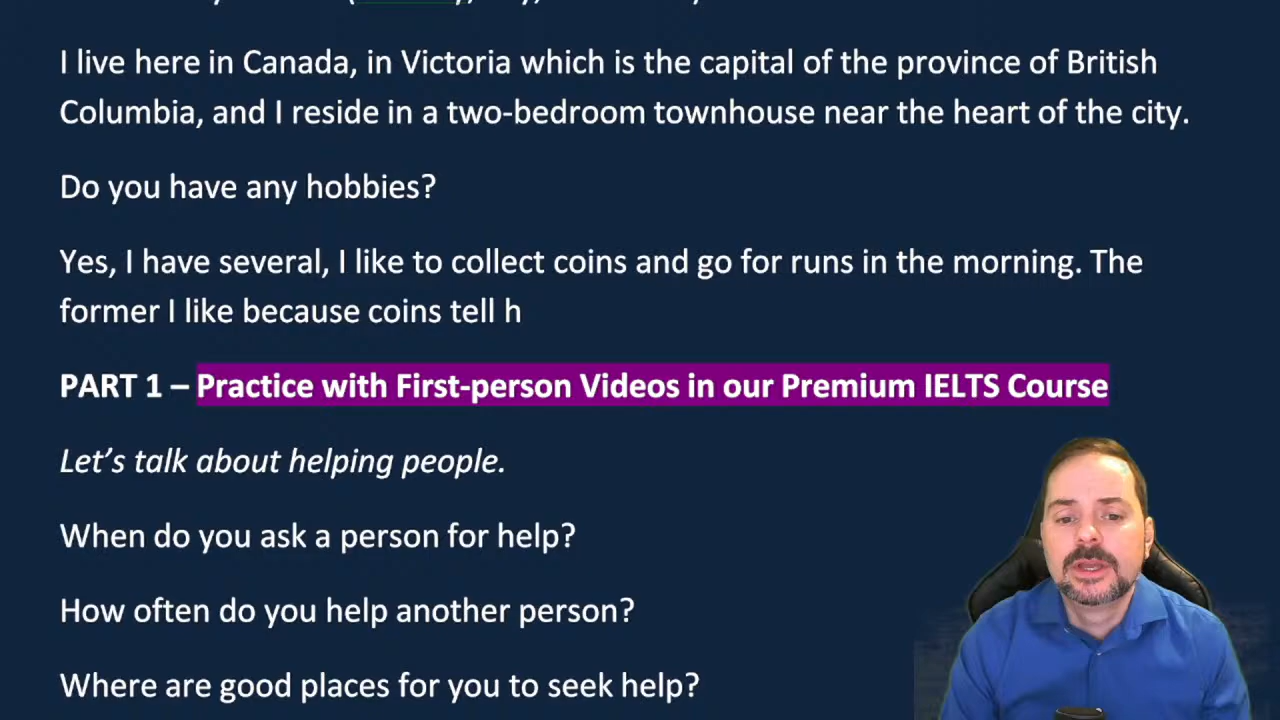 I live here in Canada, in Victoria which is the capital of the province of British
Columbia, and I reside in a two-bedroom townhouse near the heart of the city.
Do you have any hobbies?
Yes, I have several, I like to collect coins and go for runs in the morning. The
former I like because coins tell h
PART 1 – Practice with First-person Videos in our Premium IELTS Course
Let's talk about helping people.
When do you ask a person for help?
How often do you help another person?
Where are good places for you to seek help?